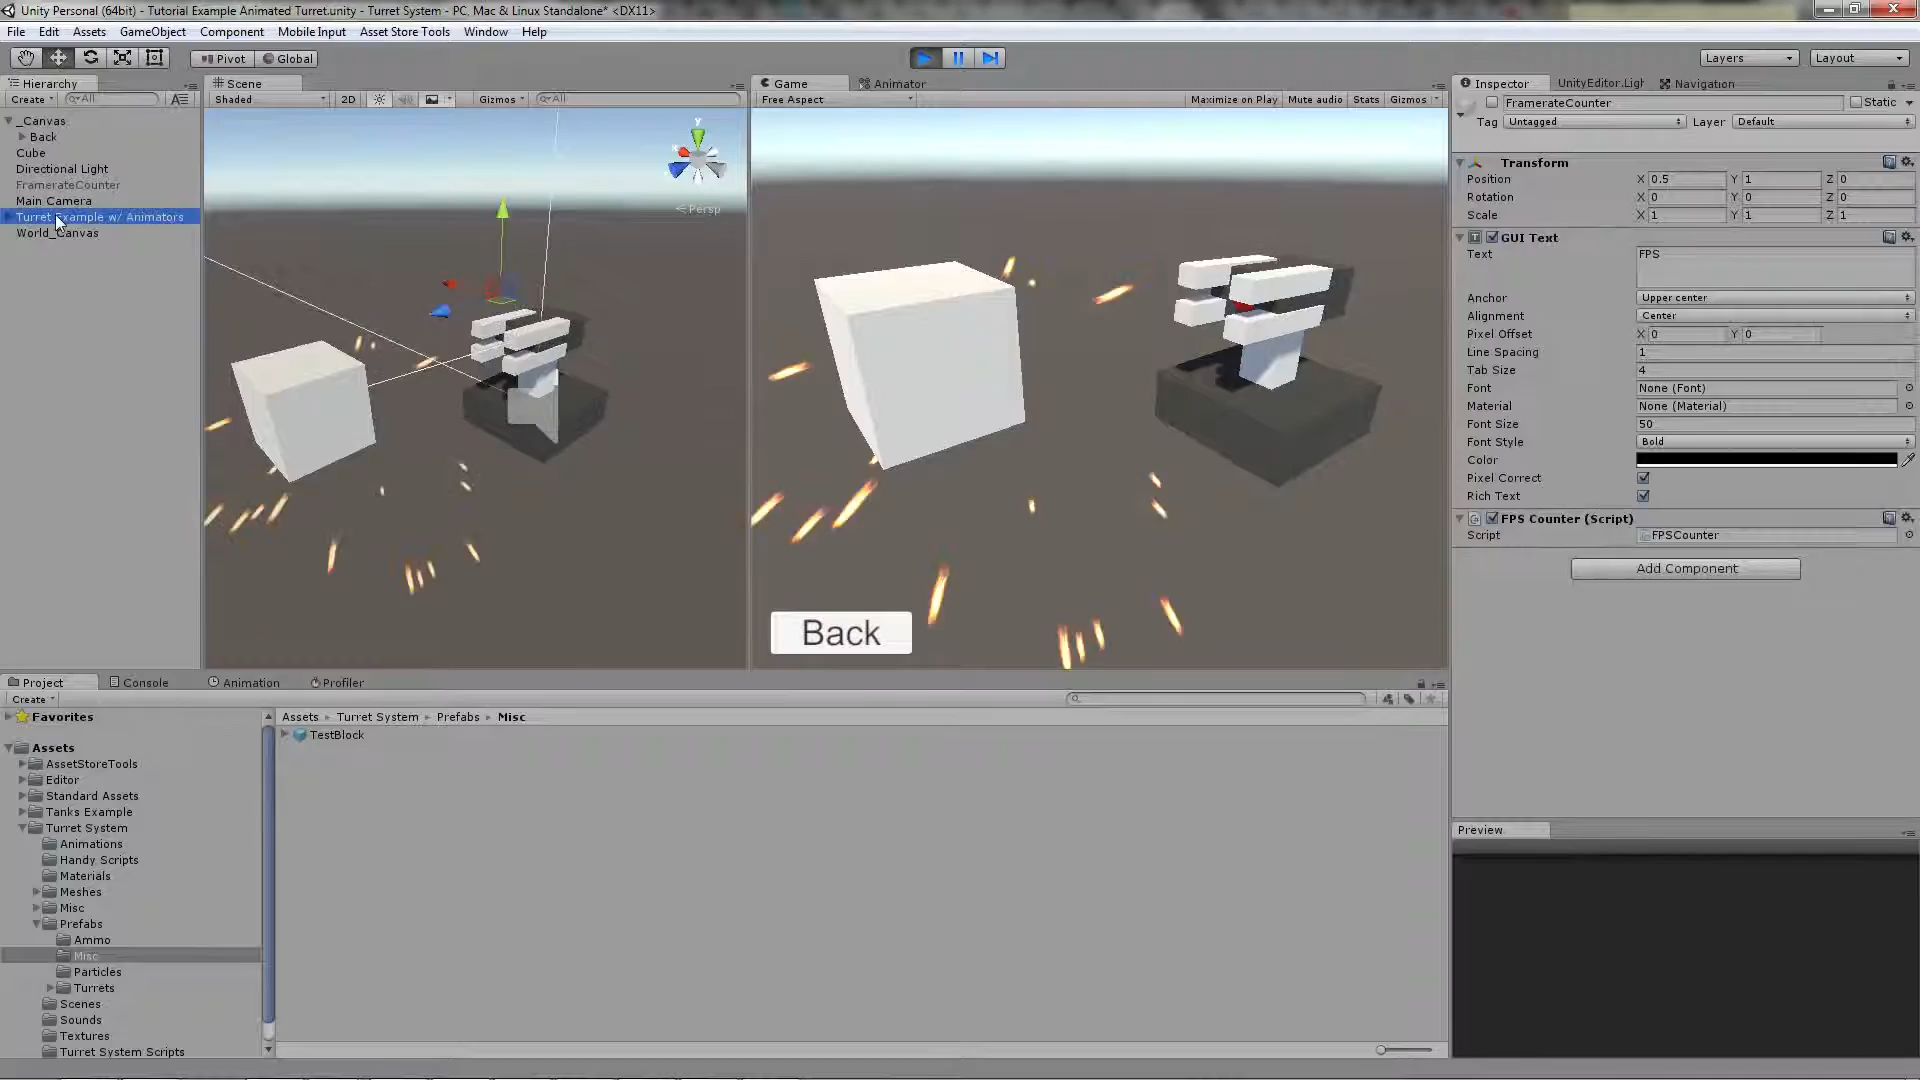 Unity Personal (64bit) - Tutorial Example Animated Turret.unity - Turret System - PC, Mac & Linux Standalone* <DX11>
File Edit Assets GameObject Component Mobile Input Asset Store Tools Window Help
Pivot Global Layers Layout
Hierarchy
Create All
_Canvas
Back
Cube
Directional Light
FramerateCounter
Main Camera
Turret Example w/ Animators
World_Canvas
Scene
Shaded 2D Gizmos All
y
Persp
Game Animator
Free Aspect Maximize on Play Mute audio Stats Gizmos
Back
Inspector UnityEditor.Ligh Navigation
FramerateCounter Static
Tag Untagged Layer Default
Transform
Position X 0.5 Y 1 Z 0
Rotation X 0 Y 0 Z 0
Scale X 1 Y 1 Z 1
GUI Text
Text FPS
Anchor Upper center
Alignment Center
Pixel Offset X 0 Y 0
Line Spacing 1
Tab Size 4
Font None (Font)
Material None (Material)
Font Size 50
Font Style Bold
Color
Pixel Correct
Rich Text
FPS Counter (Script)
Script FPSCounter
Add Component
Preview
Project Console Animation Profiler
Create
Favorites
Assets
AssetStoreTools
Editor
Standard Assets
Tanks Example
Turret System
Animations
Handy Scripts
Materials
Meshes
Misc
Prefabs
Ammo
Misc
Particles
Turrets
Scenes
Sounds
Textures
Turret System Scripts
Assets Turret System Prefabs Misc
TestBlock